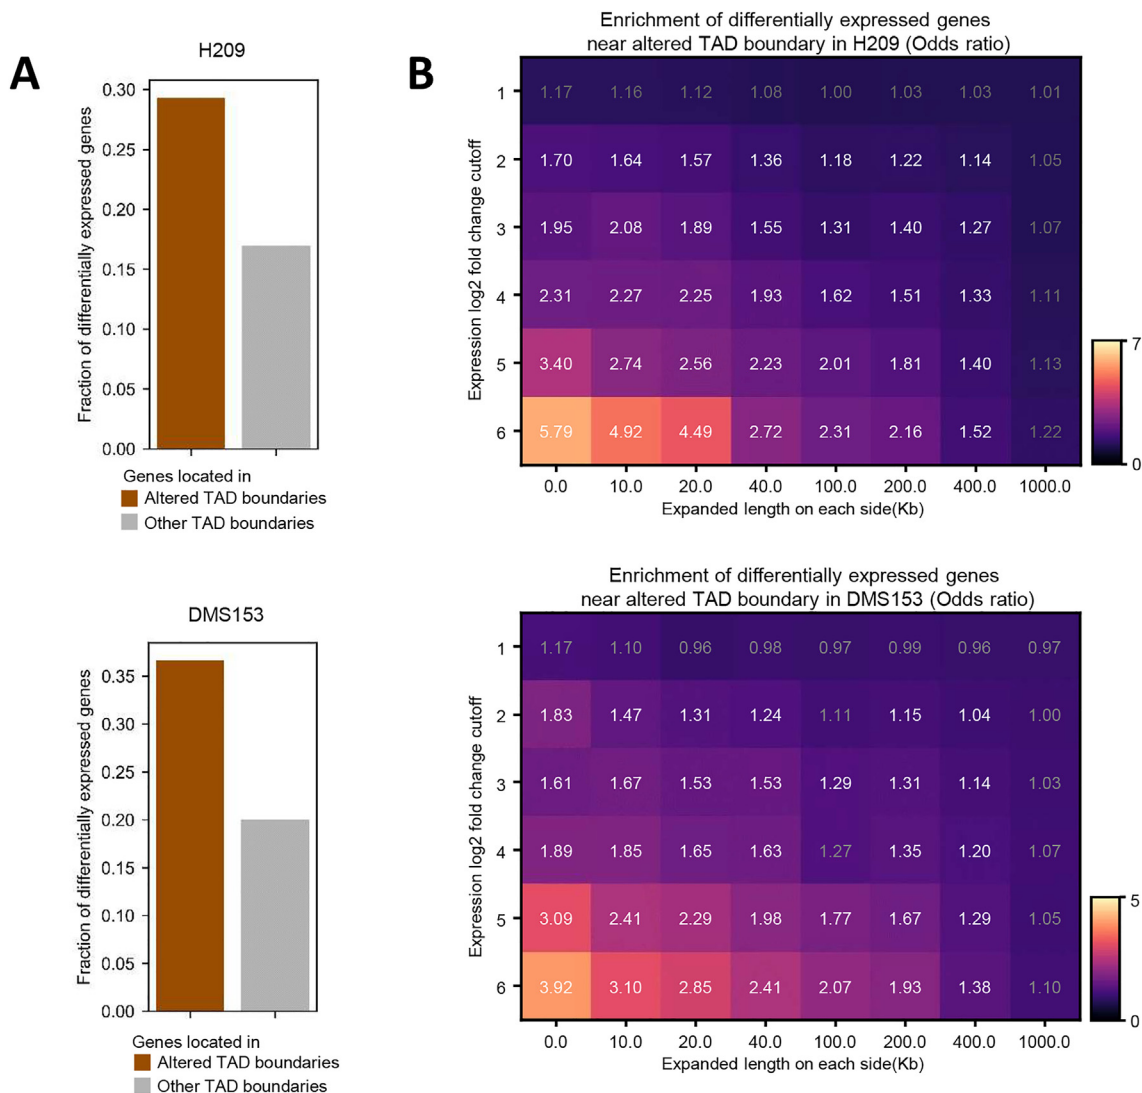 A
H209
Fraction of differentially expressed genes
0.30
0.25
0.20
0.15
0.10
0.05
0.00
Genes located in
Altered TAD boundaries
Other TAD boundaries
B
Enrichment of differentially expressed genes
near altered TAD boundary in H209 (Odds ratio)
Expression log2 fold change cutoff
1 1.17 1.16 1.12 1.08 1.00 1.03 1.03 1.01
2 1.70 1.64 1.57 1.36 1.18 1.22 1.14 1.05
3 1.95 2.08 1.89 1.55 1.31 1.40 1.27 1.07
4 2.31 2.27 2.25 1.93 1.62 1.51 1.33 1.11
5 3.40 2.74 2.56 2.23 2.01 1.81 1.40 1.13
6 5.79 4.92 4.49 2.72 2.31 2.16 1.52 1.22
0.0 10.0 20.0 40.0 100.0 200.0 400.0 1000.0
Expanded length on each side(Kb)
7
0
DMS153
Fraction of differentially expressed genes
0.35
0.30
0.25
0.20
0.15
0.10
0.05
0.00
Genes located in
Altered TAD boundaries
Other TAD boundaries
Enrichment of differentially expressed genes
near altered TAD boundary in DMS153 (Odds ratio)
Expression log2 fold change cutoff
1 1.17 1.10 0.96 0.98 0.97 0.99 0.96 0.97
2 1.83 1.47 1.31 1.24 1.11 1.15 1.04 1.00
3 1.61 1.67 1.53 1.53 1.29 1.31 1.14 1.03
4 1.89 1.85 1.65 1.63 1.27 1.35 1.20 1.07
5 3.09 2.41 2.29 1.98 1.77 1.67 1.29 1.05
6 3.92 3.10 2.85 2.41 2.07 1.93 1.38 1.10
0.0 10.0 20.0 40.0 100.0 200.0 400.0 1000.0
Expanded length on each side(Kb)
5
0